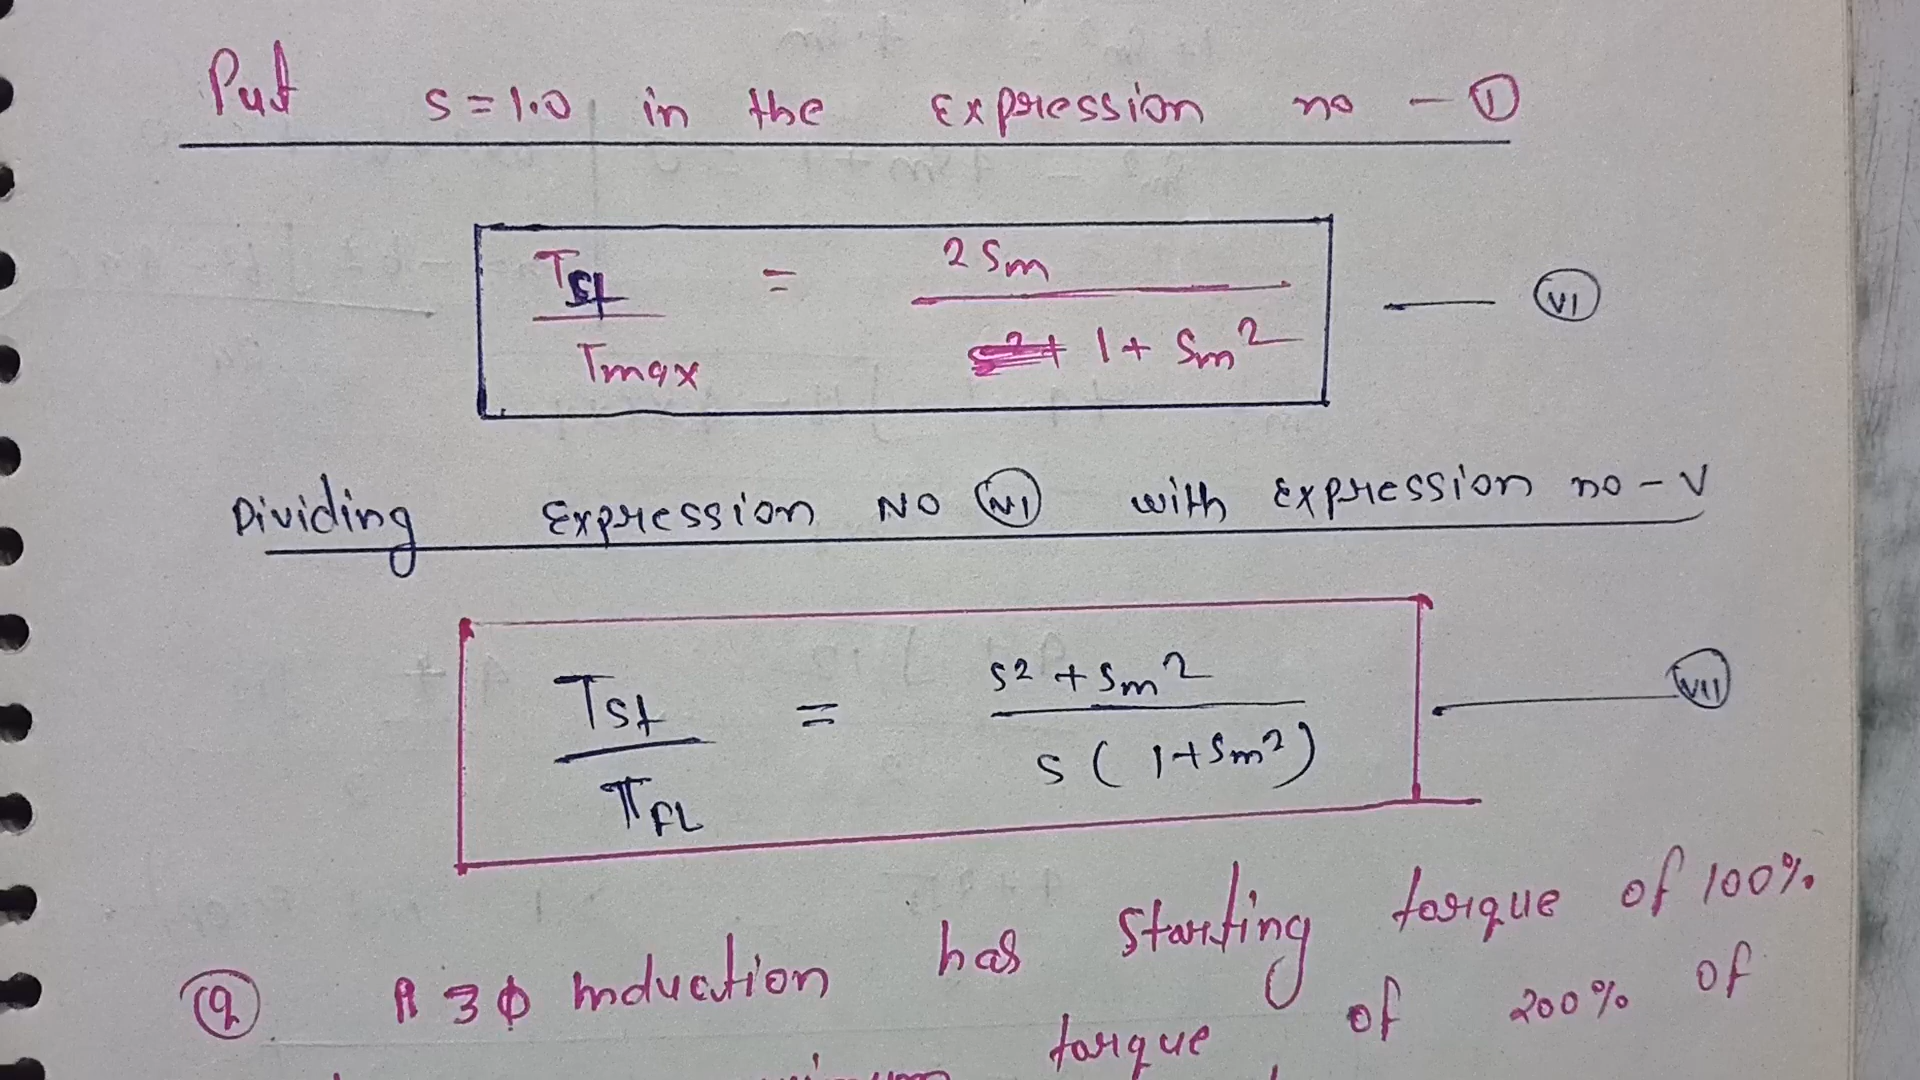 Put s = 1.0 in the Expression no - I
Tst / Tmax = 2 Sm / 1 + Sm² — VI
Dividing Expression NO VI with Expression no - V
Tst / TFL = s² + Sm² / s ( 1 + Sm² ) — VII
Q A 3 ϕ Induction has starting torque of 100%
torque of 200% of